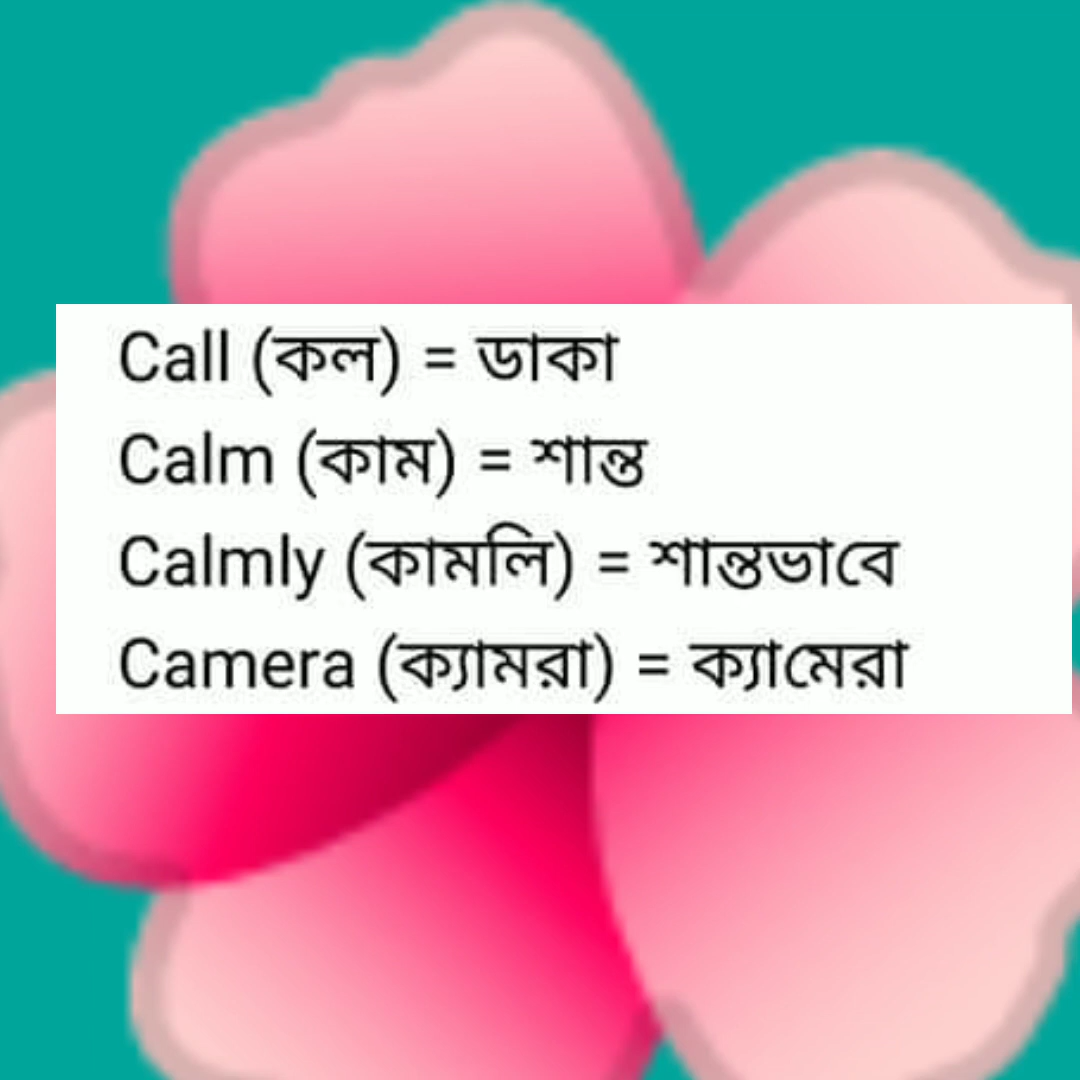 Call (কল) = ডাকা
Calm (কাম) = শান্ত
Calmly (কামলি) = শান্তভাবে
Camera (ক্যামরা) = ক্যামেরা